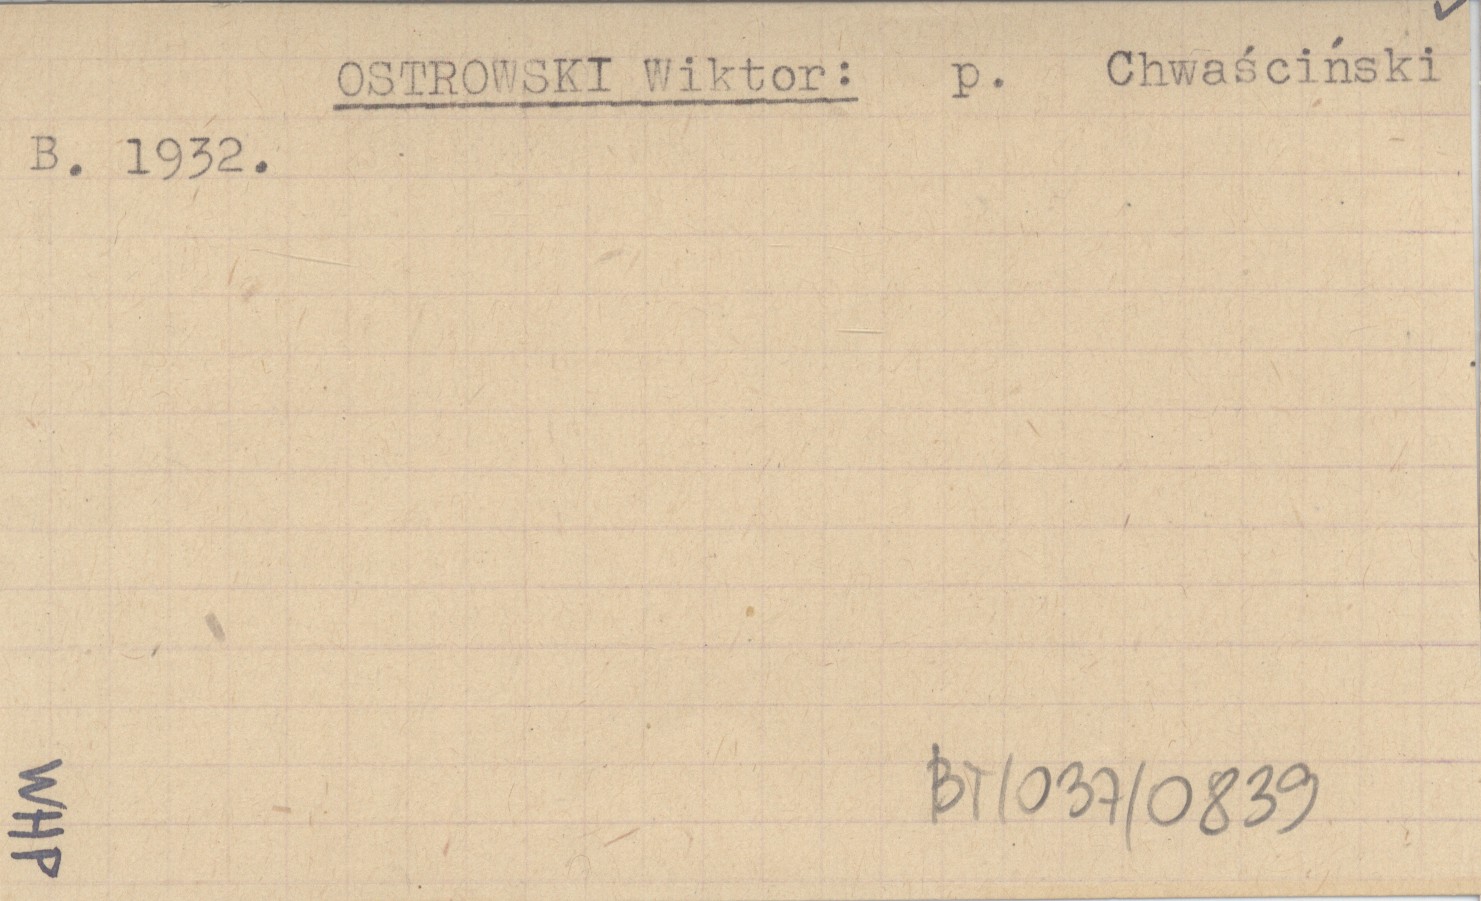 OSTROWSKI Wiktor: p. Chwaściński
B. 1932.
WHP
BT/037/0839